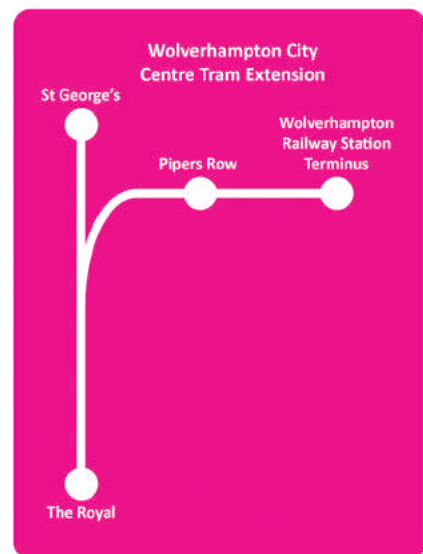 Wolverhampton City
Centre Tram Extension
St George's
Wolverhampton
Railway Station
Terminus
Pipers Row
The Royal